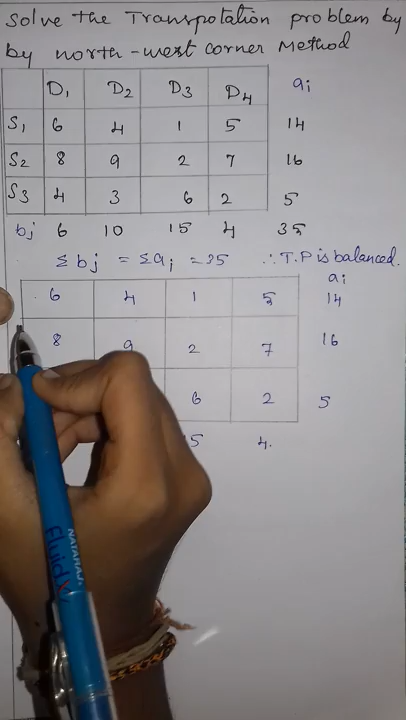 Solve the Transpotation problem by
by north-west corner Method
D1 D2 D3 D4 ai
S1 6 4 1 5 14
S2 8 9 2 7 16
S3 4 3 6 2 5
bj 6 10 15 4 35
Σbj = Σai = 35 ∴ T.P is balanced.
ai
6 4 1 5 14
8 9 2 7 16
6 2 5
5 4.
NATARAJ
FluidX